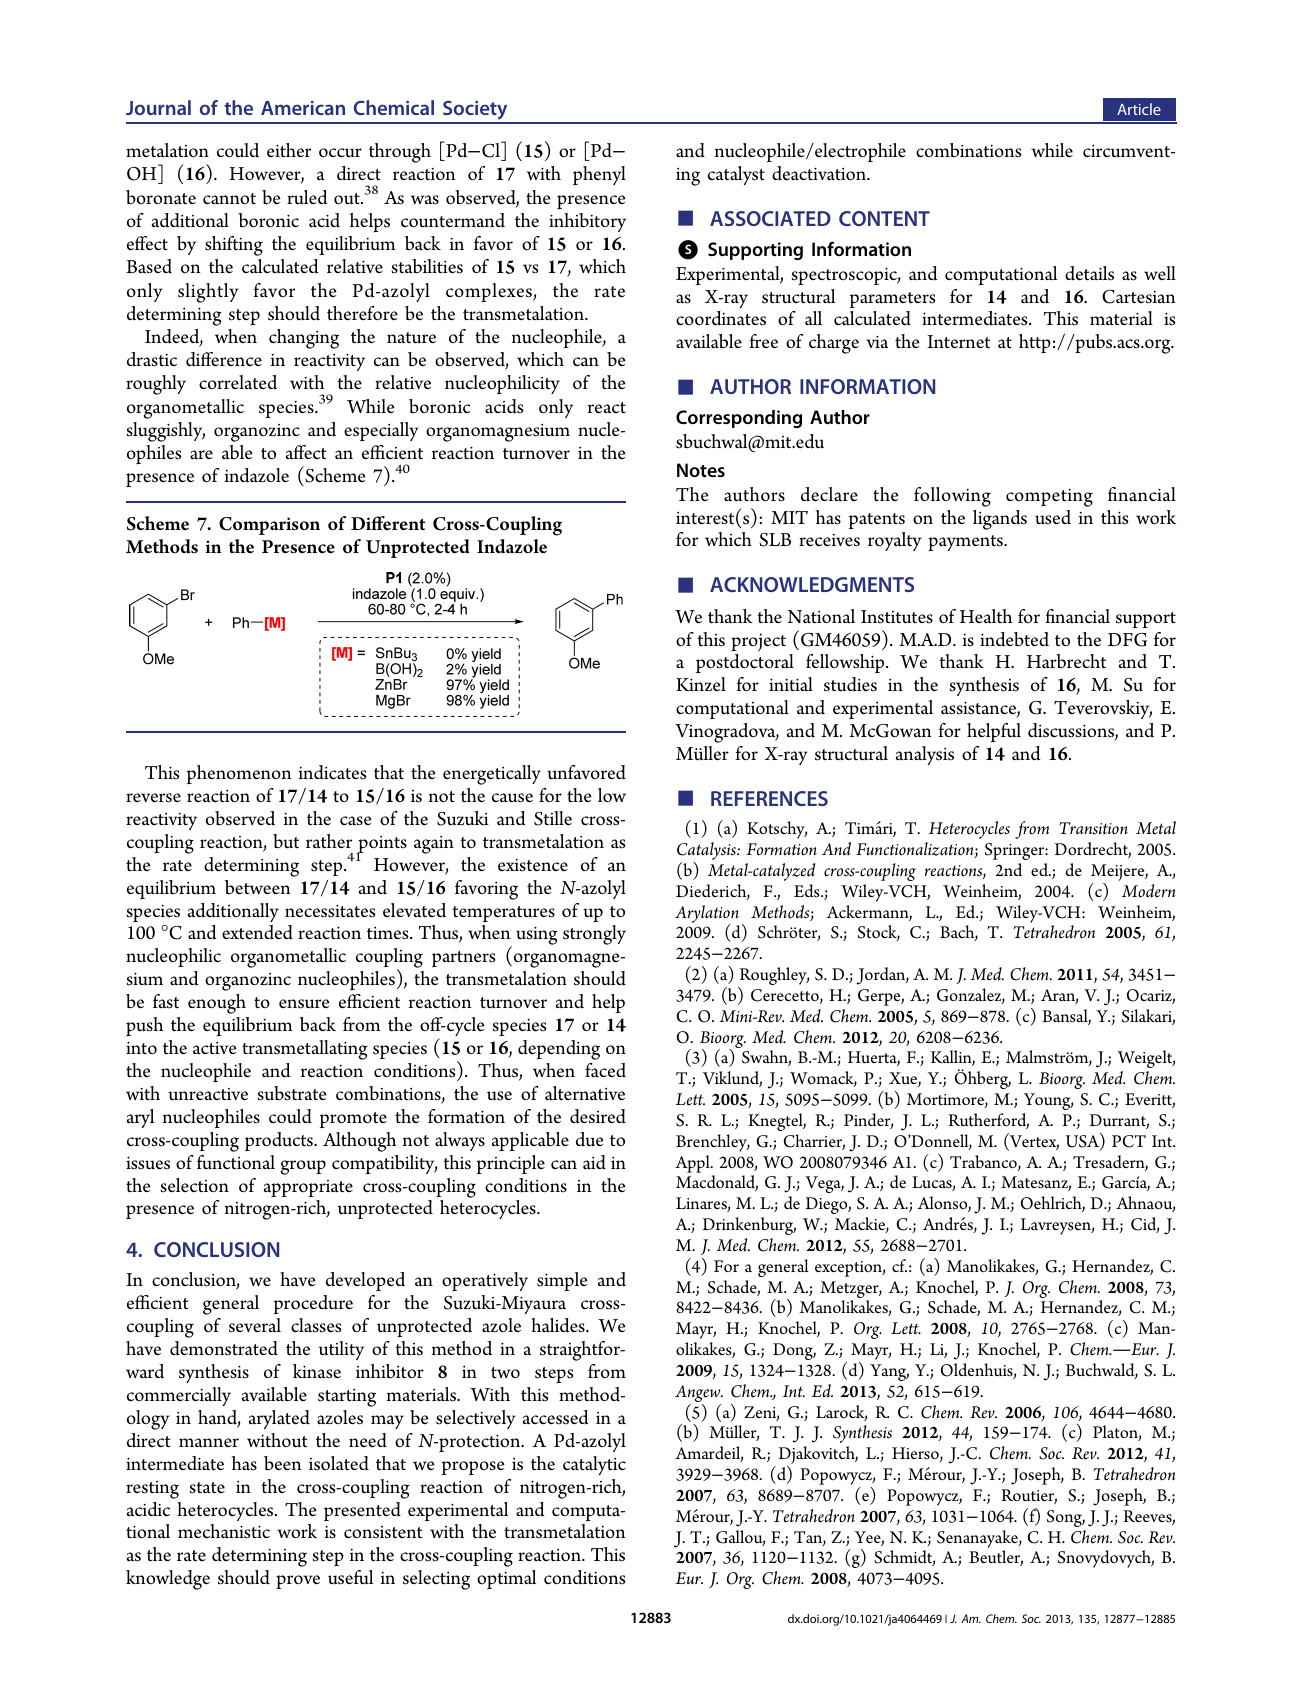 Journal of the American Chemical Society
Article
metalation could either occur through [Pd−Cl] (15) or [Pd−
OH] (16). However, a direct reaction of 17 with phenyl
boronate cannot be ruled out.38 As was observed, the presence
of additional boronic acid helps countermand the inhibitory
effect by shifting the equilibrium back in favor of 15 or 16.
Based on the calculated relative stabilities of 15 vs 17, which
only slightly favor the Pd-azolyl complexes, the rate
determining step should therefore be the transmetalation.
Indeed, when changing the nature of the nucleophile, a
drastic difference in reactivity can be observed, which can be
roughly correlated with the relative nucleophilicity of the
organometallic species.39 While boronic acids only react
sluggishly, organozinc and especially organomagnesium nucle-
ophiles are able to affect an efficient reaction turnover in the
presence of indazole (Scheme 7).40
Scheme 7. Comparison of Different Cross-Coupling
Methods in the Presence of Unprotected Indazole
Br
OMe
+
Ph−[M]
P1 (2.0%)
indazole (1.0 equiv.)
60-80 °C, 2-4 h
[M] = SnBu3 0% yield
B(OH)2 2% yield
ZnBr 97% yield
MgBr 98% yield
Ph
OMe
This phenomenon indicates that the energetically unfavored
reverse reaction of 17/14 to 15/16 is not the cause for the low
reactivity observed in the case of the Suzuki and Stille cross-
coupling reaction, but rather points again to transmetalation as
the rate determining step.41 However, the existence of an
equilibrium between 17/14 and 15/16 favoring the N-azolyl
species additionally necessitates elevated temperatures of up to
100 °C and extended reaction times. Thus, when using strongly
nucleophilic organometallic coupling partners (organomagne-
sium and organozinc nucleophiles), the transmetalation should
be fast enough to ensure efficient reaction turnover and help
push the equilibrium back from the off-cycle species 17 or 14
into the active transmetallating species (15 or 16, depending on
the nucleophile and reaction conditions). Thus, when faced
with unreactive substrate combinations, the use of alternative
aryl nucleophiles could promote the formation of the desired
cross-coupling products. Although not always applicable due to
issues of functional group compatibility, this principle can aid in
the selection of appropriate cross-coupling conditions in the
presence of nitrogen-rich, unprotected heterocycles.
4. CONCLUSION
In conclusion, we have developed an operatively simple and
efficient general procedure for the Suzuki-Miyaura cross-
coupling of several classes of unprotected azole halides. We
have demonstrated the utility of this method in a straightfor-
ward synthesis of kinase inhibitor 8 in two steps from
commercially available starting materials. With this method-
ology in hand, arylated azoles may be selectively accessed in a
direct manner without the need of N-protection. A Pd-azolyl
intermediate has been isolated that we propose is the catalytic
resting state in the cross-coupling reaction of nitrogen-rich,
acidic heterocycles. The presented experimental and computa-
tional mechanistic work is consistent with the transmetalation
as the rate determining step in the cross-coupling reaction. This
knowledge should prove useful in selecting optimal conditions
and nucleophile/electrophile combinations while circumvent-
ing catalyst deactivation.
■ ASSOCIATED CONTENT
S Supporting Information
Experimental, spectroscopic, and computational details as well
as X-ray structural parameters for 14 and 16. Cartesian
coordinates of all calculated intermediates. This material is
available free of charge via the Internet at http://pubs.acs.org.
■ AUTHOR INFORMATION
Corresponding Author
sbuchwal@mit.edu
Notes
The authors declare the following competing financial
interest(s): MIT has patents on the ligands used in this work
for which SLB receives royalty payments.
■ ACKNOWLEDGMENTS
We thank the National Institutes of Health for financial support
of this project (GM46059). M.A.D. is indebted to the DFG for
a postdoctoral fellowship. We thank H. Harbrecht and T.
Kinzel for initial studies in the synthesis of 16, M. Su for
computational and experimental assistance, G. Teverovskiy, E.
Vinogradova, and M. McGowan for helpful discussions, and P.
Müller for X-ray structural analysis of 14 and 16.
■ REFERENCES
(1) (a) Kotschy, A.; Timári, T. Heterocycles from Transition Metal
Catalysis: Formation And Functionalization; Springer: Dordrecht, 2005.
(b) Metal-catalyzed cross-coupling reactions, 2nd ed.; de Meijere, A.,
Diederich, F., Eds.; Wiley-VCH, Weinheim, 2004. (c) Modern
Arylation Methods; Ackermann, L., Ed.; Wiley-VCH: Weinheim,
2009. (d) Schröter, S.; Stock, C.; Bach, T. Tetrahedron 2005, 61,
2245−2267.
(2) (a) Roughley, S. D.; Jordan, A. M. J. Med. Chem. 2011, 54, 3451−
3479. (b) Cerecetto, H.; Gerpe, A.; Gonzalez, M.; Aran, V. J.; Ocariz,
C. O. Mini-Rev. Med. Chem. 2005, 5, 869−878. (c) Bansal, Y.; Silakari,
O. Bioorg. Med. Chem. 2012, 20, 6208−6236.
(3) (a) Swahn, B.-M.; Huerta, F.; Kallin, E.; Malmström, J.; Weigelt,
T.; Viklund, J.; Womack, P.; Xue, Y.; Öhberg, L. Bioorg. Med. Chem.
Lett. 2005, 15, 5095−5099. (b) Mortimore, M.; Young, S. C.; Everitt,
S. R. L.; Knegtel, R.; Pinder, J. L.; Rutherford, A. P.; Durrant, S.;
Brenchley, G.; Charrier, J. D.; O'Donnell, M. (Vertex, USA) PCT Int.
Appl. 2008, WO 2008079346 A1. (c) Trabanco, A. A.; Tresadern, G.;
Macdonald, G. J.; Vega, J. A.; de Lucas, A. I.; Matesanz, E.; García, A.;
Linares, M. L.; de Diego, S. A. A.; Alonso, J. M.; Oehlrich, D.; Ahnaou,
A.; Drinkenburg, W.; Mackie, C.; Andrés, J. I.; Lavreysen, H.; Cid, J.
M. J. Med. Chem. 2012, 55, 2688−2701.
(4) For a general exception, cf.: (a) Manolikakes, G.; Hernandez, C.
M.; Schade, M. A.; Metzger, A.; Knochel, P. J. Org. Chem. 2008, 73,
8422−8436. (b) Manolikakes, G.; Schade, M. A.; Hernandez, C. M.;
Mayr, H.; Knochel, P. Org. Lett. 2008, 10, 2765−2768. (c) Man-
olikakes, G.; Dong, Z.; Mayr, H.; Li, J.; Knochel, P. Chem.—Eur. J.
2009, 15, 1324−1328. (d) Yang, Y.; Oldenhuis, N. J.; Buchwald, S. L.
Angew. Chem., Int. Ed. 2013, 52, 615−619.
(5) (a) Zeni, G.; Larock, R. C. Chem. Rev. 2006, 106, 4644−4680.
(b) Müller, T. J. J. Synthesis 2012, 44, 159−174. (c) Platon, M.;
Amardeil, R.; Djakovitch, L.; Hierso, J.-C. Chem. Soc. Rev. 2012, 41,
3929−3968. (d) Popowycz, F.; Mérour, J.-Y.; Joseph, B. Tetrahedron
2007, 63, 8689−8707. (e) Popowycz, F.; Routier, S.; Joseph, B.;
Mérour, J.-Y. Tetrahedron 2007, 63, 1031−1064. (f) Song, J. J.; Reeves,
J. T.; Gallou, F.; Tan, Z.; Yee, N. K.; Senanayake, C. H. Chem. Soc. Rev.
2007, 36, 1120−1132. (g) Schmidt, A.; Beutler, A.; Snovydovych, B.
Eur. J. Org. Chem. 2008, 4073−4095.
12883
dx.doi.org/10.1021/ja4064469 | J. Am. Chem. Soc. 2013, 135, 12877−12885